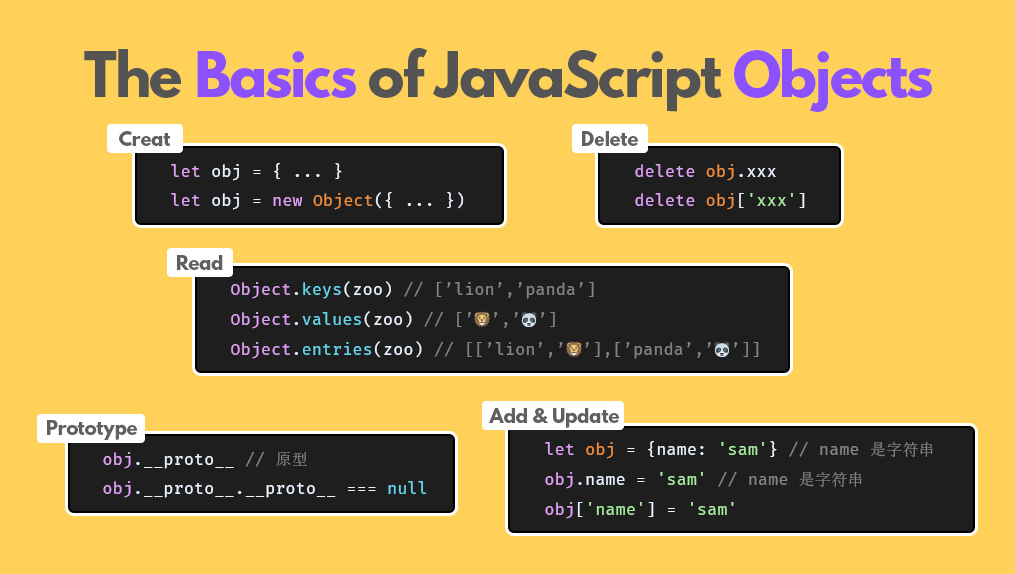 The Basics of JavaScript Objects
Creat
let obj = { ... }
let obj = new Object({ ... })
Delete
delete obj.xxx
delete obj['xxx']
Read
Object.keys(zoo) // [’lion’,’panda’]
Object.values(zoo) // [’🦁’,’🐼’]
Object.entries(zoo) // [[’lion’,’🦁’],[’panda’,’🐼’]]
Prototype
obj.__proto__ // 原型
obj.__proto__.__proto__ === null
Add & Update
let obj = {name: 'sam'} // name 是字符串
obj.name = 'sam' // name 是字符串
obj['name'] = 'sam'